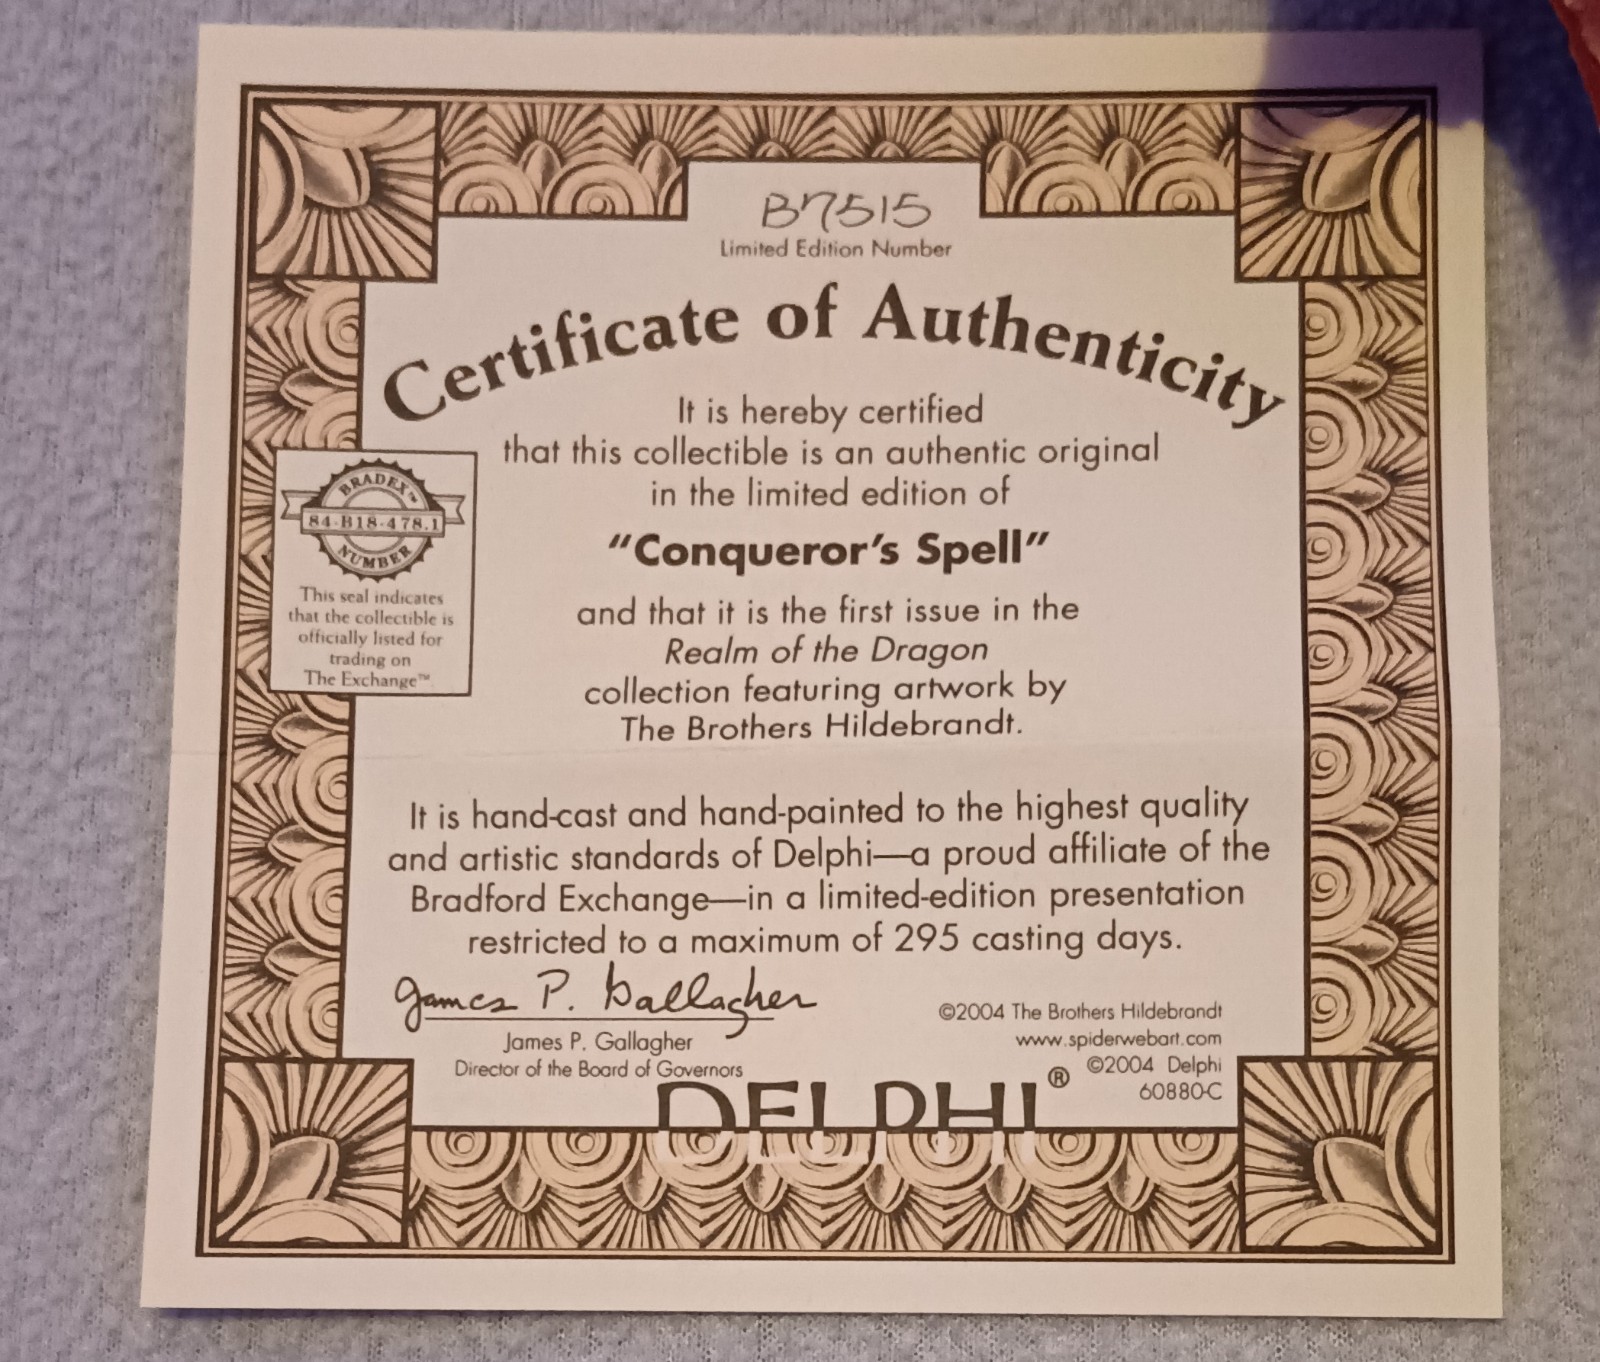 B7515
Limited Edition Number
Certificate of Authenticity
It is hereby certified
that this collectible is an authentic original
in the limited edition of
“Conqueror’s Spell”
and that it is the first issue in the
Realm of the Dragon
collection featuring artwork by
The Brothers Hildebrandt.
BRADEX™
84-B18-478.1
NUMBER
This seal indicates
that the collectible is
officially listed for
trading on
The Exchange™
It is hand-cast and hand-painted to the highest quality
and artistic standards of Delphi—a proud affiliate of the
Bradford Exchange—in a limited-edition presentation
restricted to a maximum of 295 casting days.
James P. Gallagher
James P. Gallagher
Director of the Board of Governors
©2004 The Brothers Hildebrandt
www.spiderwebart.com
©2004 Delphi
60880-C
DELPHI®